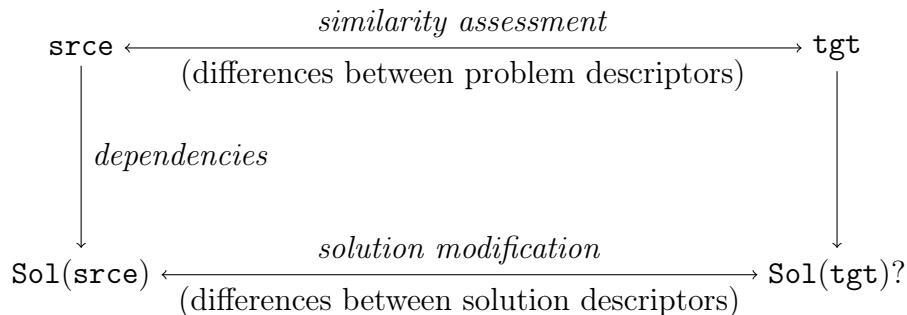 similarity assessment
srce tgt
(differences between problem descriptors)
dependencies
solution modification
Sol(srce) Sol(tgt)?
(differences between solution descriptors)